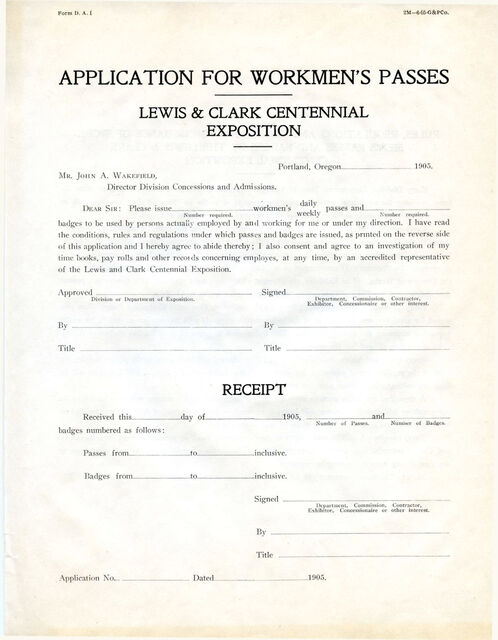 Form D. A. I 2M—6-05-G&PCo.
APPLICATION FOR WORKMEN'S PASSES
LEWIS & CLARK CENTENNIAL
EXPOSITION
Portland, Oregon 1905.
Mr. John A. Wakefield,
Director Division Concessions and Admissions.
Dear Sir: Please issue workmen's daily weekly passes and
Number required. Number required.
badges to be used by persons actually employed by and working for me or under my direction. I have read
the conditions, rules and regulations under which passes and badges are issued, as printed on the reverse side
of this application and I hereby agree to abide thereby; I also consent and agree to an investigation of my
time books, pay rolls and other records concerning employes, at any time, by an accredited representative
of the Lewis and Clark Centennial Exposition.
Approved Signed
Division or Department of Exposition. Department, Commission, Contractor,
Exhibitor, Concessionaire or other interest.
By By
Title Title
RECEIPT
Received this day of 1905, and
Number of Passes. Number of Badges.
badges numbered as follows:
Passes from to inclusive.
Badges from to inclusive.
Signed
Department, Commission, Contractor,
Exhibitor, Concessionaire or other interest.
By
Title
Application No. Dated 1905.